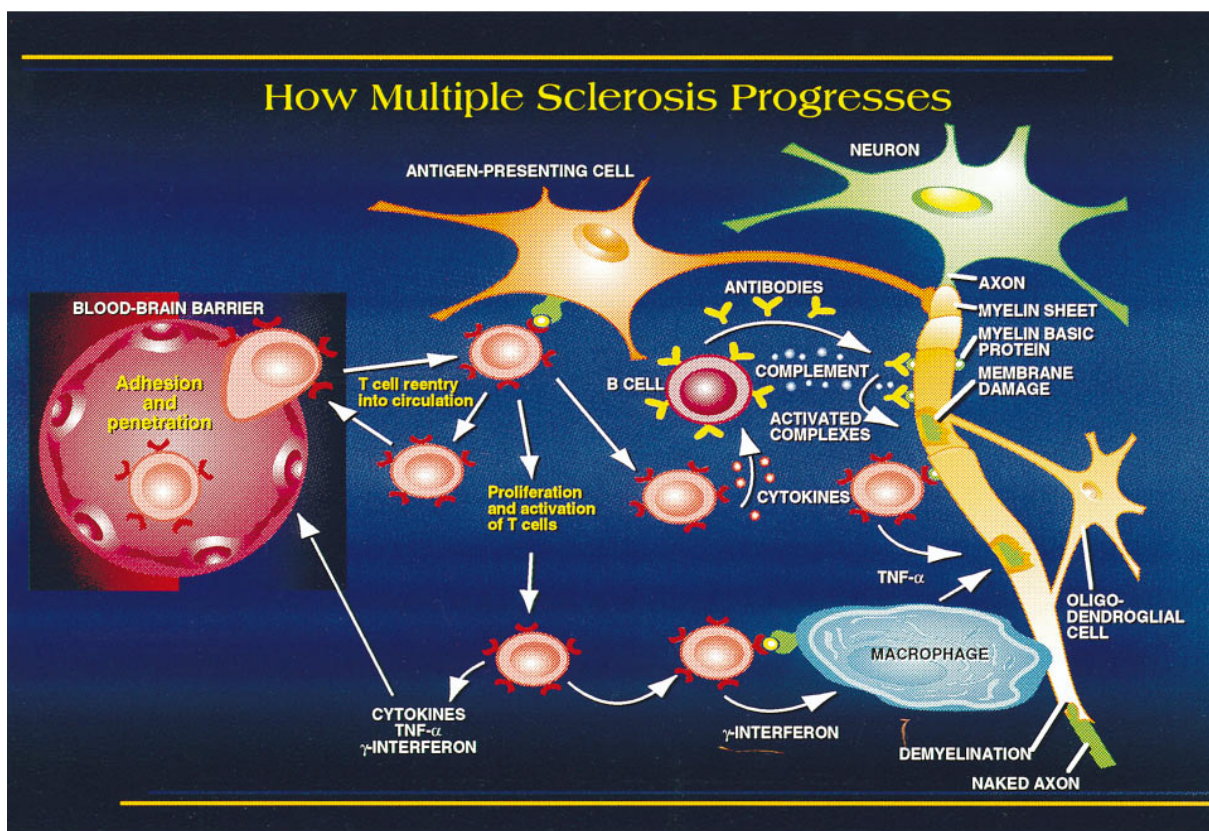 How Multiple Sclerosis Progresses
NEURON
ANTIGEN-PRESENTING CELL
AXON
MYELIN SHEET
MYELIN BASIC
PROTEIN
MEMBRANE
DAMAGE
BLOOD-BRAIN BARRIER
Adhesion
and
penetration
T cell reentry
into circulation
ANTIBODIES
B CELL
COMPLEMENT
ACTIVATED
COMPLEXES
CYTOKINES
Proliferation
and activation
of T cells
TNF-α
OLIGO-
DENDROGLIAL
CELL
MACROPHAGE
CYTOKINES
TNF-α
γ-INTERFERON
γ-INTERFERON
DEMYELINATION
NAKED AXON